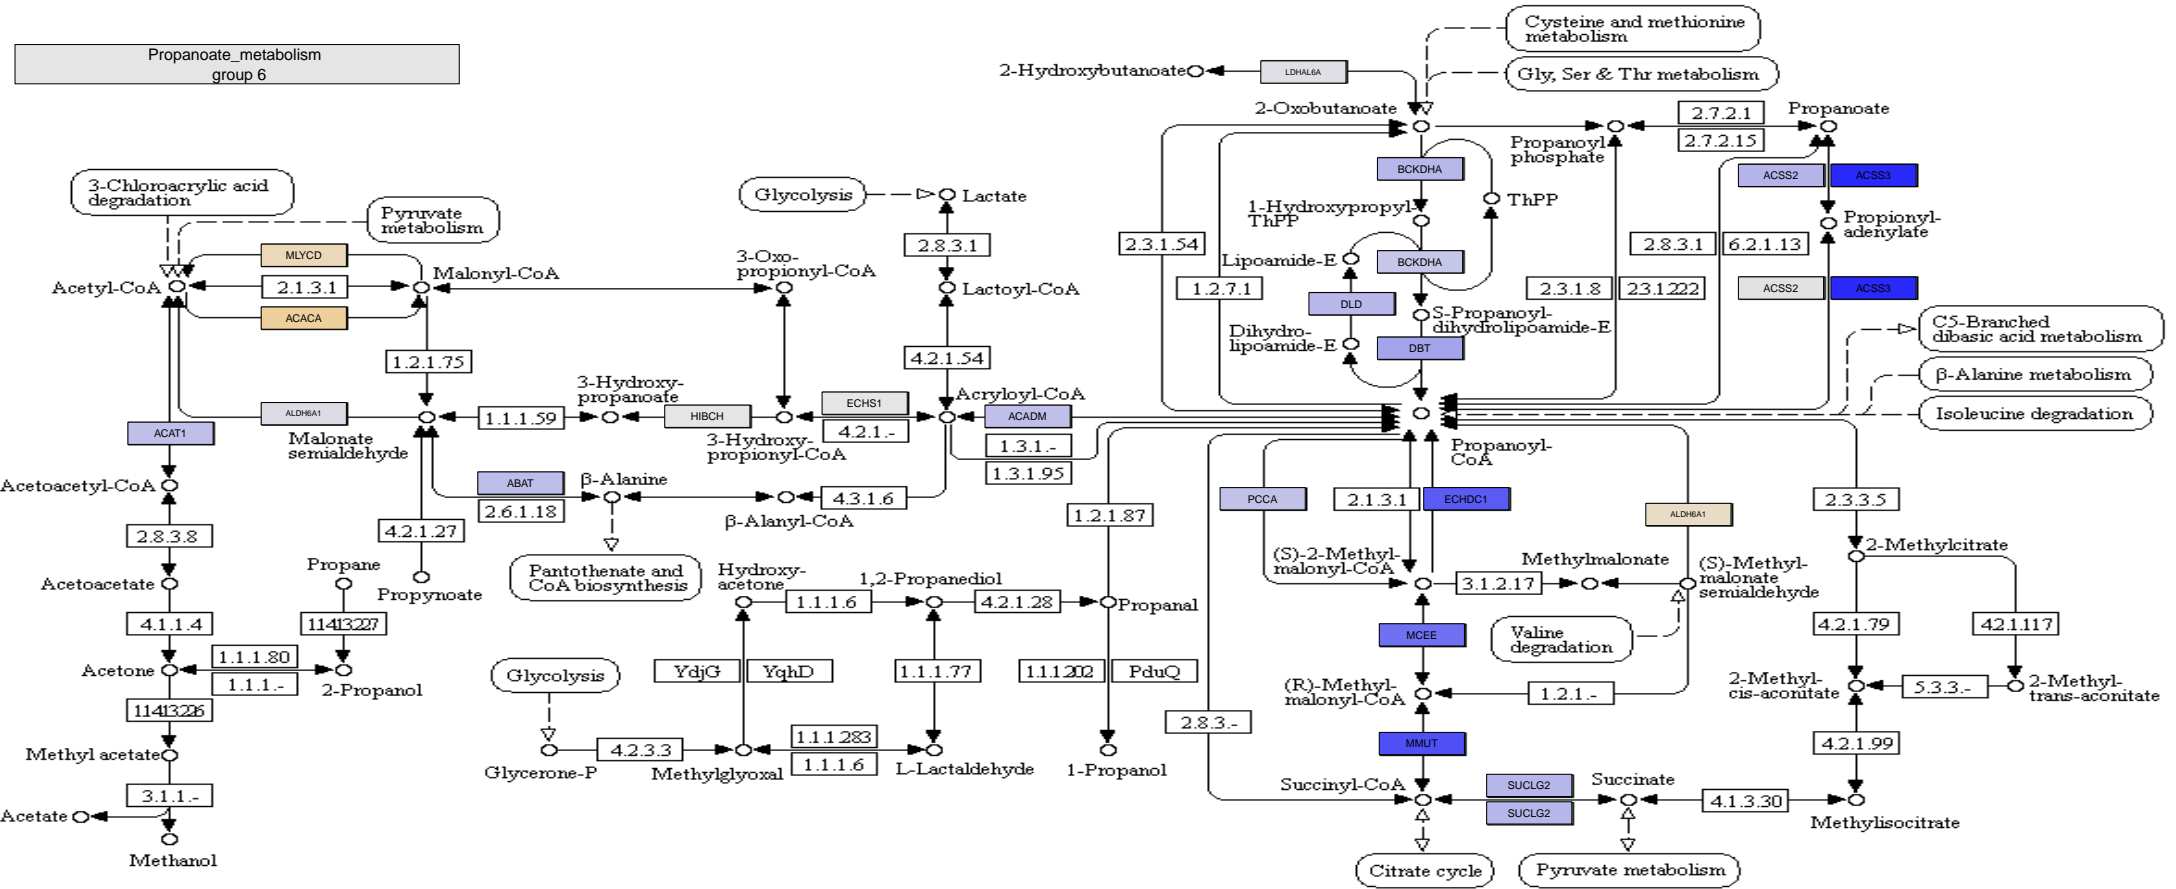 Propanoate_metabolism
group 6
Cysteine and methionine
metabolism
Gly, Ser & Thr metabolism
2-Hydroxybutanoate
LDHAL6A
2-Oxobutanoate
Propanoyl
phosphate
2.7.2.1
2.7.2.15
Propanoate
3-Chloroacrylic acid
degradation
Pyruvate
metabolism
Glycolysis
Lactate
BCKDHA
ThPP
1-Hydroxypropyl-
ThPP
ACSS2
ACSS3
Propionyl-
adenylate
MLYCD
Acetyl-CoA
2.1.3.1
Malonyl-CoA
ACACA
3-Oxo-
propionyl-CoA
2.8.3.1
Lactoyl-CoA
2.3.1.54
1.2.7.1
Lipoamide-E
BCKDHA
DLD
S-Propanoyl-
dihydrolipoamide-E
Dihydro-
lipoamide-E
DBT
2.8.3.1
6.2.1.13
2.3.1.8
2.3.1.222
ACSS2
ACSS3
C5-Branched
dibasic acid metabolism
β-Alanine metabolism
Isoleucine degradation
1.2.1.75
4.2.1.54
Acryloyl-CoA
3-Hydroxy-
propanoate
ALDH6A1
Malonate
semialdehyde
1.1.1.59
HIBCH
ECHS1
4.2.1.-
3-Hydroxy-
propionyl-CoA
ACADM
1.3.1.-
1.3.1.95
Propanoyl-
CoA
ACAT1
Acetoacetyl-CoA
ABAT
2.6.1.18
β-Alanine
β-Alanyl-CoA
4.3.1.6
1.2.1.87
PCCA
2.1.3.1
ECHDC1
ALDH6A1
2.3.3.5
2.8.3.8
4.2.1.27
Acetoacetate
Propane
Propynoate
Pantothenate and
CoA biosynthesis
Hydroxy-
acetone
1.1.1.6
1,2-Propanediol
4.2.1.28
Propanal
(S)-2-Methyl-
malonyl-CoA
3.1.2.17
Methylmalonate
(S)-Methyl-
malonate
semialdehyde
2-Methylcitrate
4.1.1.4
1.14.13.227
MCEE
Valine
degradation
4.2.1.79
4.2.1.117
Acetone
1.1.1.80
1.1.1.-
2-Propanol
Glycolysis
YdjG
YqhD
1.1.1.77
1.1.1.202
PduQ
(R)-Methyl-
malonyl-CoA
1.2.1.-
2-Methyl-
cis-aconitate
5.3.3.-
2-Methyl-
trans-aconitate
1.14.13.226
2.8.3.-
Methyl acetate
Glycerone-P
4.2.3.3
Methylglyoxal
1.1.1.283
1.1.1.6
L-Lactaldehyde
1-Propanol
MMUT
4.2.1.99
3.1.1.-
Acetate
Methanol
Succinyl-CoA
SUCLG2
SUCLG2
Succinate
4.1.3.30
Methylisocitrate
Citrate cycle
Pyruvate metabolism